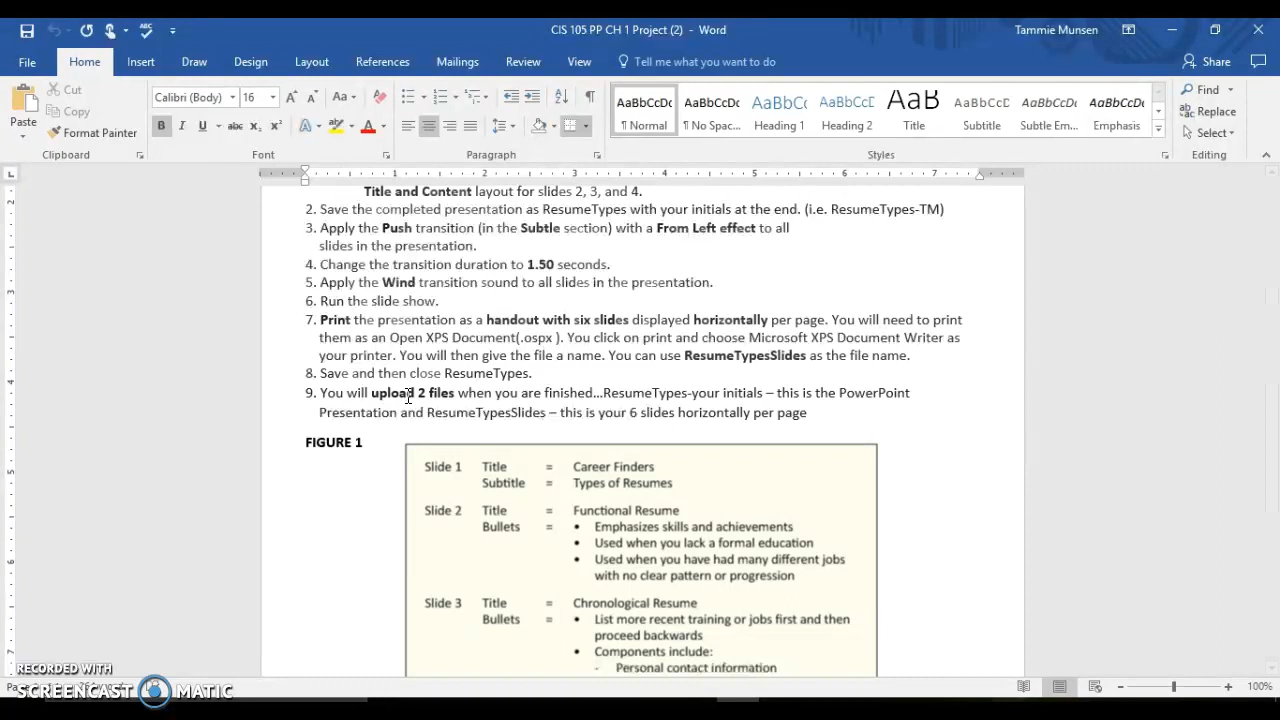 CIS 105 PP CH 1 Project (2) - Word
Tammie Munsen
File Home Insert Draw Design Layout References Mailings Review View Tell me what you want to do Share
Paste
Cut
Copy
Format Painter
Clipboard
Calibri (Body) 16
Font
Paragraph
AaBbCcDc AaBbCcDc AaBbCc AaBbCcD AaB AaBbCcD AaBbCcDc AaBbCcDc
¶ Normal ¶ No Spac... Heading 1 Heading 2 Title Subtitle Subtle Em... Emphasis
Styles
Find
Replace
Select
Editing
1 2 3 4 5 6 7
Title and Content layout for slides 2, 3, and 4.
2. Save the completed presentation as ResumeTypes with your initials at the end. (i.e. ResumeTypes-TM)
3. Apply the Push transition (in the Subtle section) with a From Left effect to all
slides in the presentation.
4. Change the transition duration to 1.50 seconds.
5. Apply the Wind transition sound to all slides in the presentation.
6. Run the slide show.
7. Print the presentation as a handout with six slides displayed horizontally per page. You will need to print
them as an Open XPS Document(.ospx ). You click on print and choose Microsoft XPS Document Writer as
your printer. You will then give the file a name. You can use ResumeTypesSlides as the file name.
8. Save and then close ResumeTypes.
9. You will upload 2 files when you are finished…ResumeTypes-your initials – this is the PowerPoint
Presentation and ResumeTypesSlides – this is your 6 slides horizontally per page
FIGURE 1
Slide 1 Title = Career Finders
Subtitle = Types of Resumes
Slide 2 Title = Functional Resume
Bullets = • Emphasizes skills and achievements
• Used when you lack a formal education
• Used when you have had many different jobs
with no clear pattern or progression
Slide 3 Title = Chronological Resume
Bullets = • List more recent training or jobs first and then
proceed backwards
• Components include:
- Personal contact information
RECORDED WITH
SCREENCAST MATIC
100%